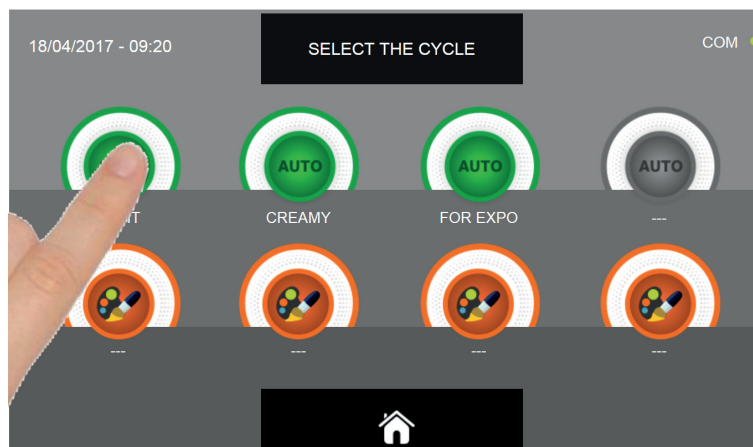 18/04/2017 - 09:20
SELECT THE CYCLE
COM
AUTO
AUTO
AUTO
CREAMY
FOR EXPO
---
---
---
---
---